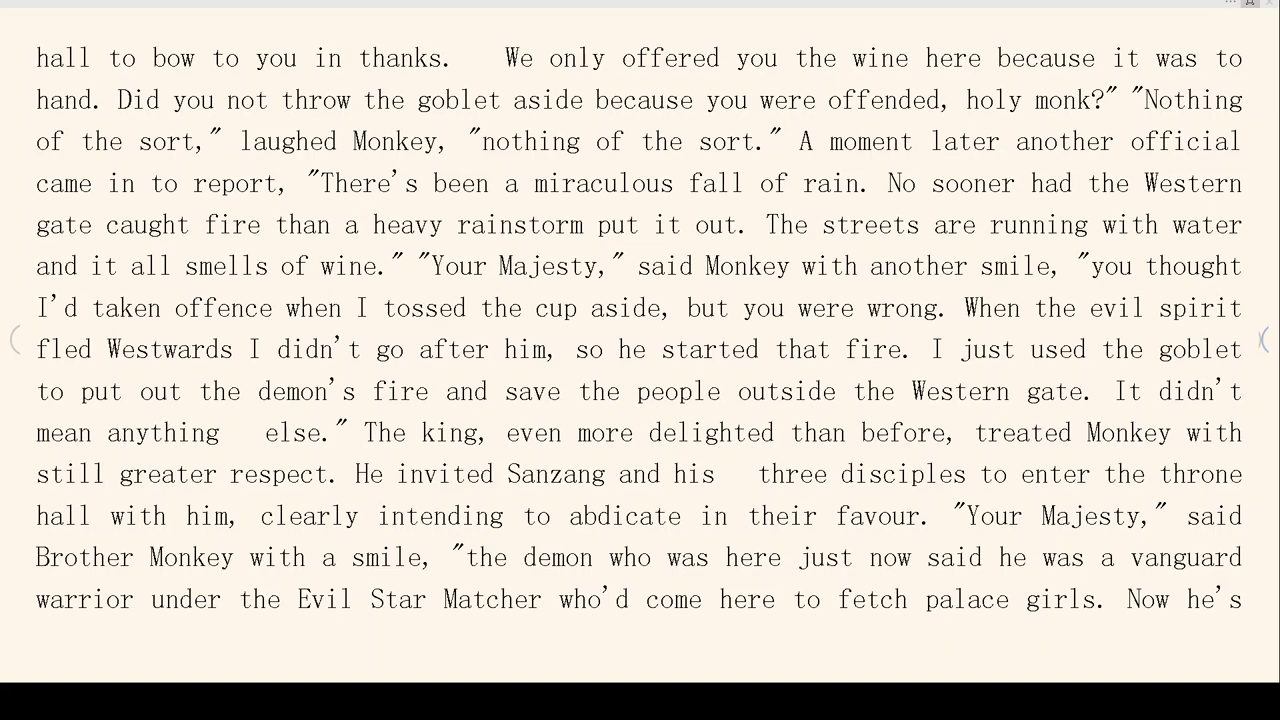 hall to bow to you in thanks.   We only offered you the wine here because it was to
hand. Did you not throw the goblet aside because you were offended, holy monk?" "Nothing
of the sort," laughed Monkey, "nothing of the sort." A moment later another official
came in to report, "There's been a miraculous fall of rain. No sooner had the Western
gate caught fire than a heavy rainstorm put it out. The streets are running with water
and it all smells of wine." "Your Majesty," said Monkey with another smile, "you thought
I'd taken offence when I tossed the cup aside, but you were wrong. When the evil spirit
fled Westwards I didn't go after him, so he started that fire. I just used the goblet
to put out the demon's fire and save the people outside the Western gate. It didn't
mean anything   else." The king, even more delighted than before, treated Monkey with
still greater respect. He invited Sanzang and his   three disciples to enter the throne
hall with him, clearly intending to abdicate in their favour. "Your Majesty," said
Brother Monkey with a smile, "the demon who was here just now said he was a vanguard
warrior under the Evil Star Matcher who'd come here to fetch palace girls. Now he's